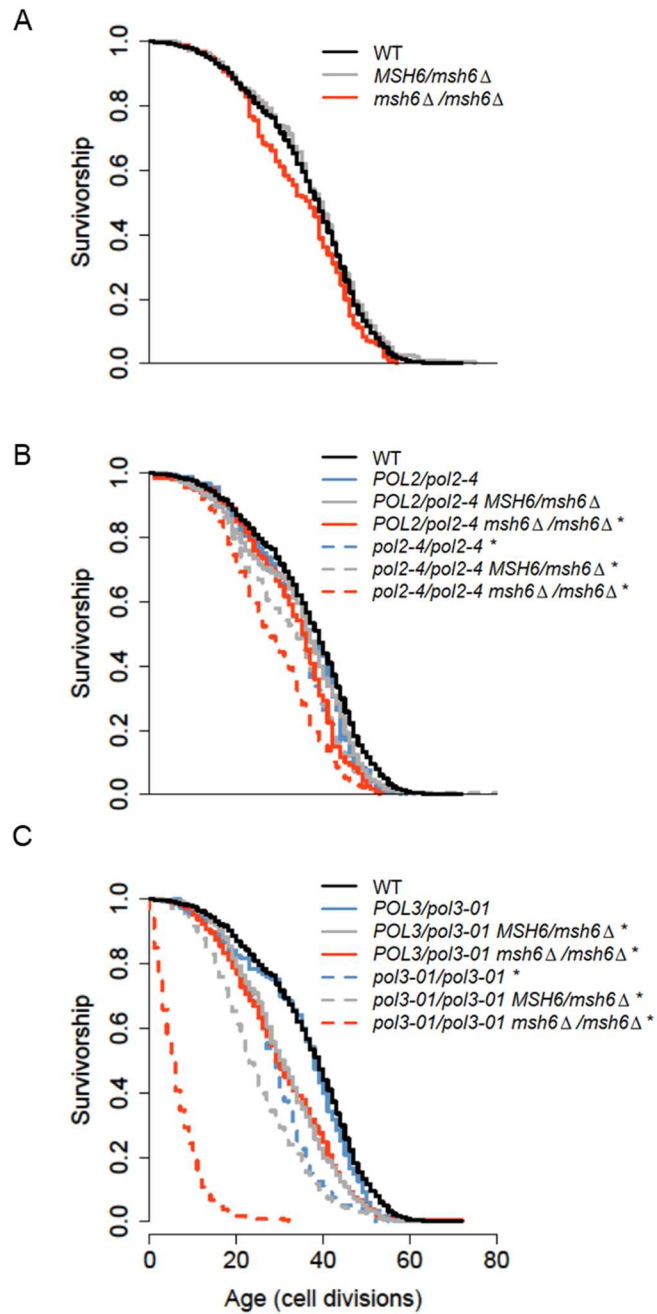 A
WT
MSH6/msh6Δ
msh6Δ/msh6Δ
Survivorship
1.0
0.8
0.6
0.4
0.2
0.0
B
WT
POL2/pol2-4
POL2/pol2-4 MSH6/msh6Δ
POL2/pol2-4 msh6Δ/msh6Δ *
pol2-4/pol2-4 *
pol2-4/pol2-4 MSH6/msh6Δ *
pol2-4/pol2-4 msh6Δ/msh6Δ *
Survivorship
1.0
0.8
0.6
0.4
0.2
0.0
C
WT
POL3/pol3-01
POL3/pol3-01 MSH6/msh6Δ *
POL3/pol3-01 msh6Δ/msh6Δ *
pol3-01/pol3-01 *
pol3-01/pol3-01 MSH6/msh6Δ *
pol3-01/pol3-01 msh6Δ/msh6Δ *
Survivorship
1.0
0.8
0.6
0.4
0.2
0.0
0 20 40 60 80
Age (cell divisions)